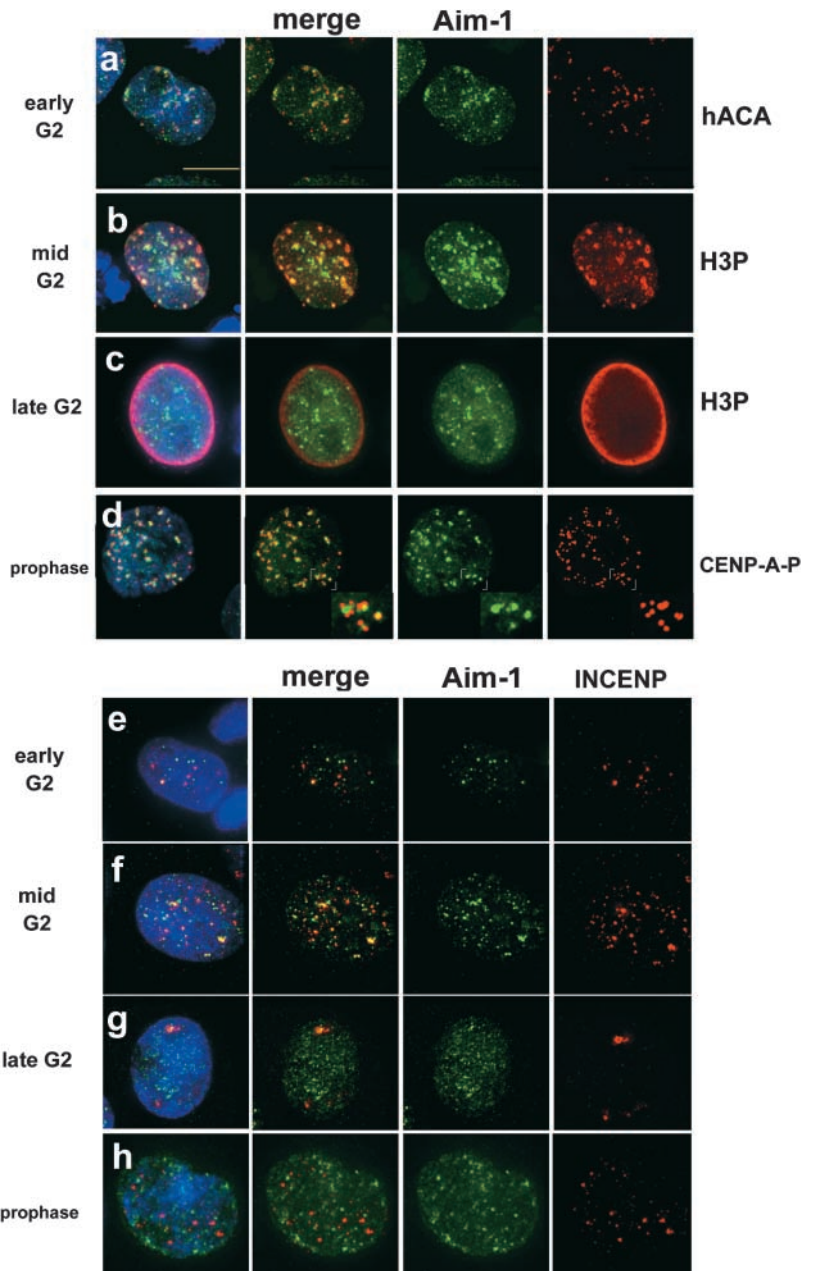 merge Aim-1
a
early G2
hACA
b
mid G2
H3P
c
late G2
H3P
d
prophase
CENP-A-P
merge Aim-1 INCENP
e
early G2
f
mid G2
g
late G2
h
prophase